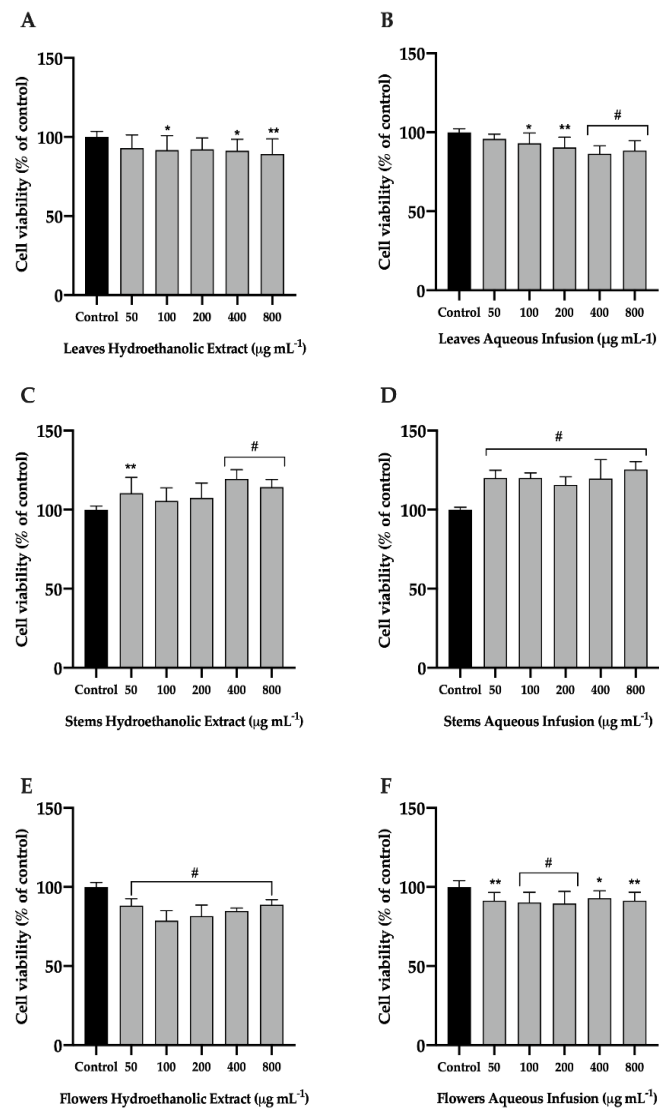 A
Cell viability (% of control)
150
100
50
0
* * **
Control 50 100 200 400 800
Leaves Hydroethanolic Extract (µg mL-1)
B
Cell viability (% of control)
150
100
50
0
* ** #
Control 50 100 200 400 800
Leaves Aqueous Infusion (µg mL-1)
C
Cell viability (% of control)
150
100
50
0
** #
Control 50 100 200 400 800
Stems Hydroethanolic Extract (µg mL-1)
D
Cell viability (% of control)
150
100
50
0
#
Control 50 100 200 400 800
Stems Aqueous Infusion (µg mL-1)
E
Cell viability (% of control)
150
100
50
0
#
Control 50 100 200 400 800
Flowers Hydroethanolic Extract (µg mL-1)
F
Cell viability (% of control)
150
100
50
0
** # * **
Control 50 100 200 400 800
Flowers Aqueous Infusion (µg mL-1)